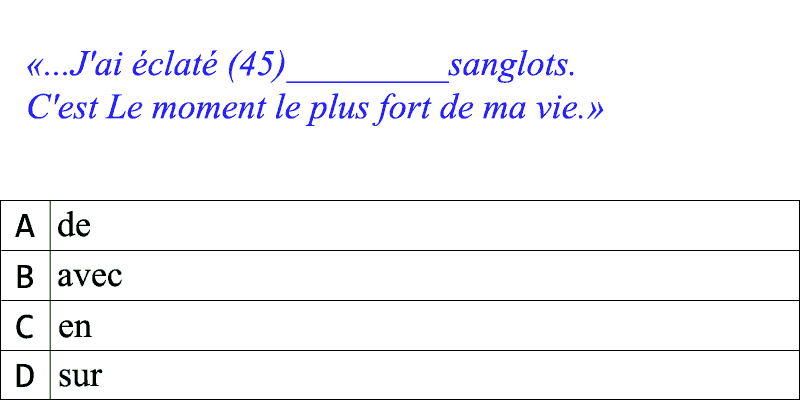 «...J'ai éclaté (45)_________sanglots.
C'est Le moment le plus fort de ma vie.»
A de
B avec
C en
D sur